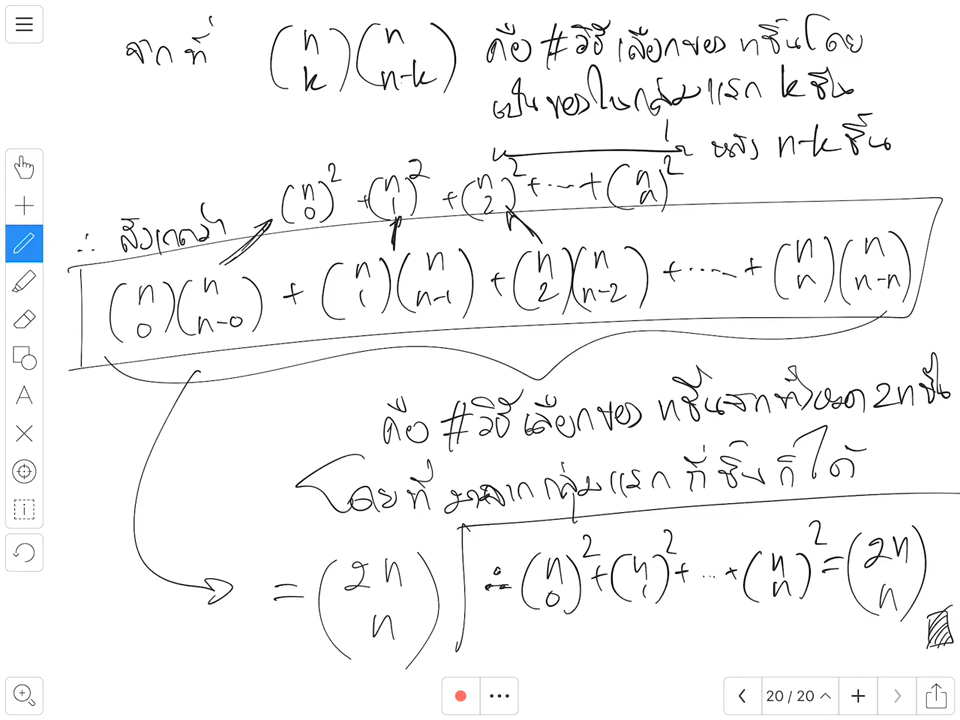 จากที่ (n k)(n n-k) คือ #วิธีเลือกของ n ชิ้นโดย
เป็นของในกลุ่มแรก k ชิ้น
หลัง n-k ชิ้น
(n 0)² + (n 1)² + (n 2)² + ... + (n n)²
∴ สังเกตว่า
(n 0)(n n-0) + (n 1)(n n-1) + (n 2)(n n-2) + ..... + (n n)(n n-n)
คือ #วิธีเลือกของ n ชิ้นจากทั้งหมด 2n ชิ้น
โดยที่ มาจากกลุ่มแรก กี่ ชิ้น ก็ ได้
= (2n n)
∴ (n 0)² + (n 1)² + ... + (n n)² = (2n n)
20 / 20